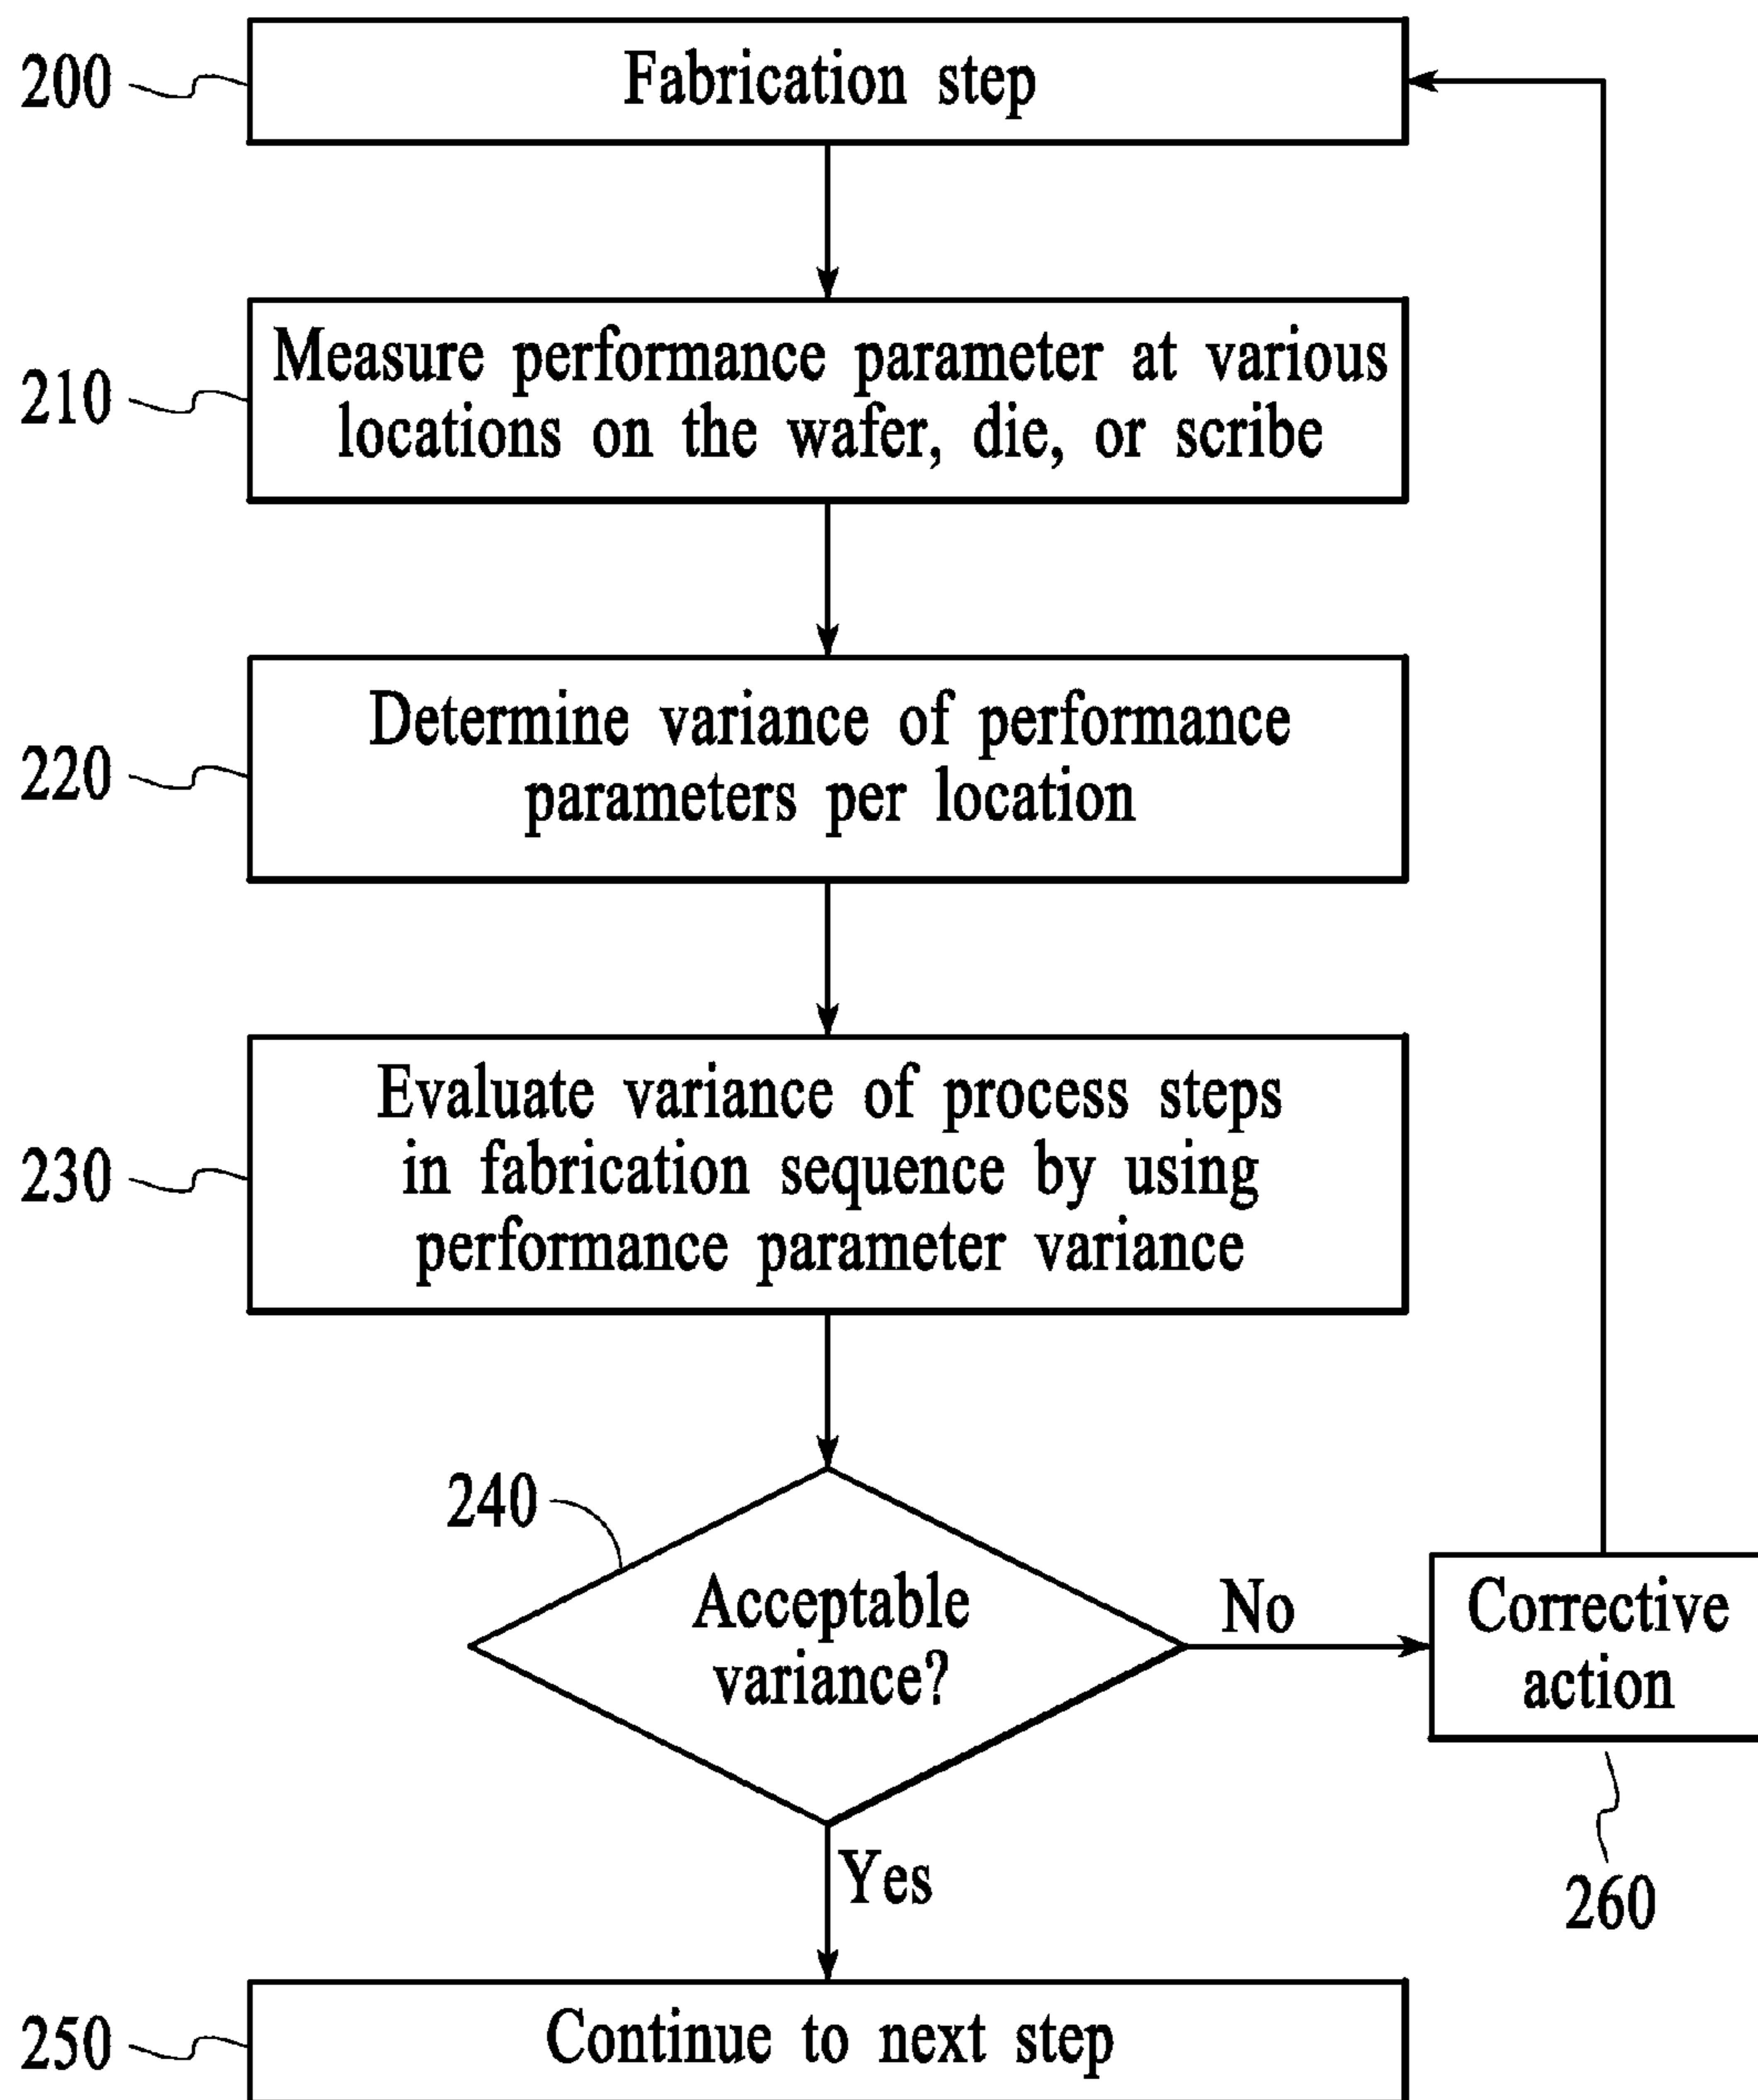 200
Fabrication step
210
Measure performance parameter at various
locations on the wafer, die, or scribe
220
Determine variance of performance
parameters per location
230
Evaluate variance of process steps
in fabrication sequence by using
performance parameter variance
240
Acceptable
variance?
No
Corrective
action
260
Yes
250
Continue to next step